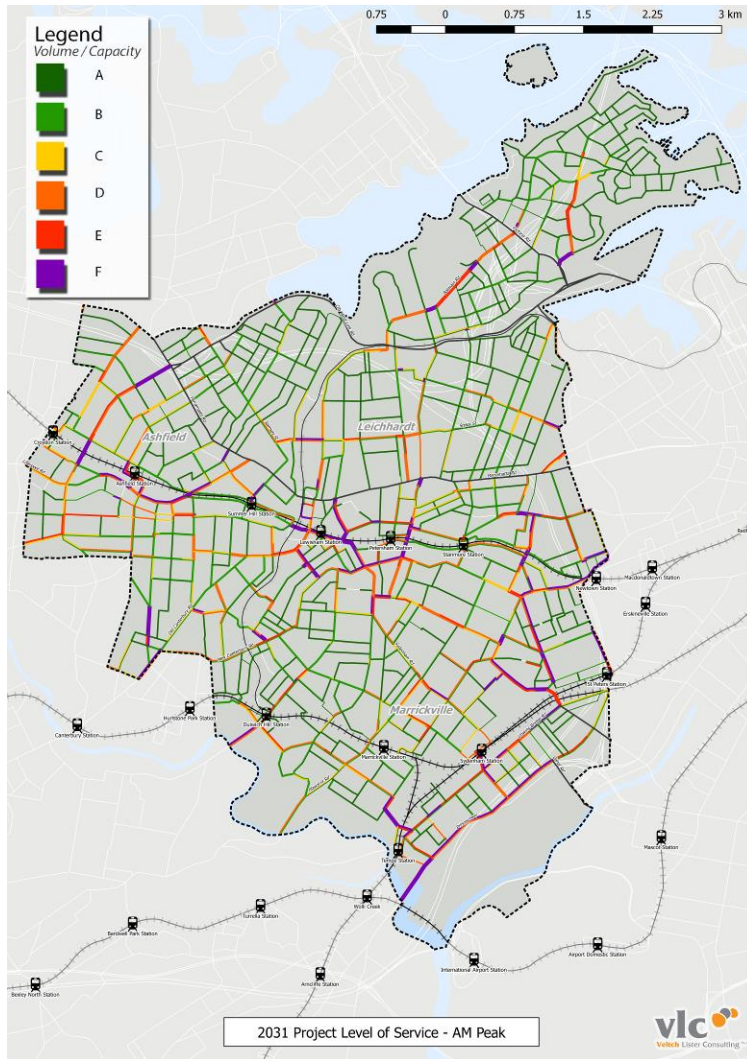 0.75 0 0.75 1.5 2.25 3 km
Legend
Volume / Capacity
A
B
C
D
E
F
Croydon Station
Ashfield
Leichhardt
Ashfield Station
Summer Hill Station
Lewisham Station
Petersham Station
Stanmore Station
Newtown Station
Macdonaldtown Station
Erskineville Station
St Peters Station
Canterbury Station
Hurlstone Park Station
Dulwich Hill Station
Marrickville
Marrickville Station
Sydenham Station
Tempe Station
Mascot Station
Wolli Creek
Turrella Station
Bardwell Park Station
Airport Domestic Station
International Airport Station
Arncliffe Station
Bexley North Station
2031 Project Level of Service - AM Peak
vlc
Veitch Lister Consulting